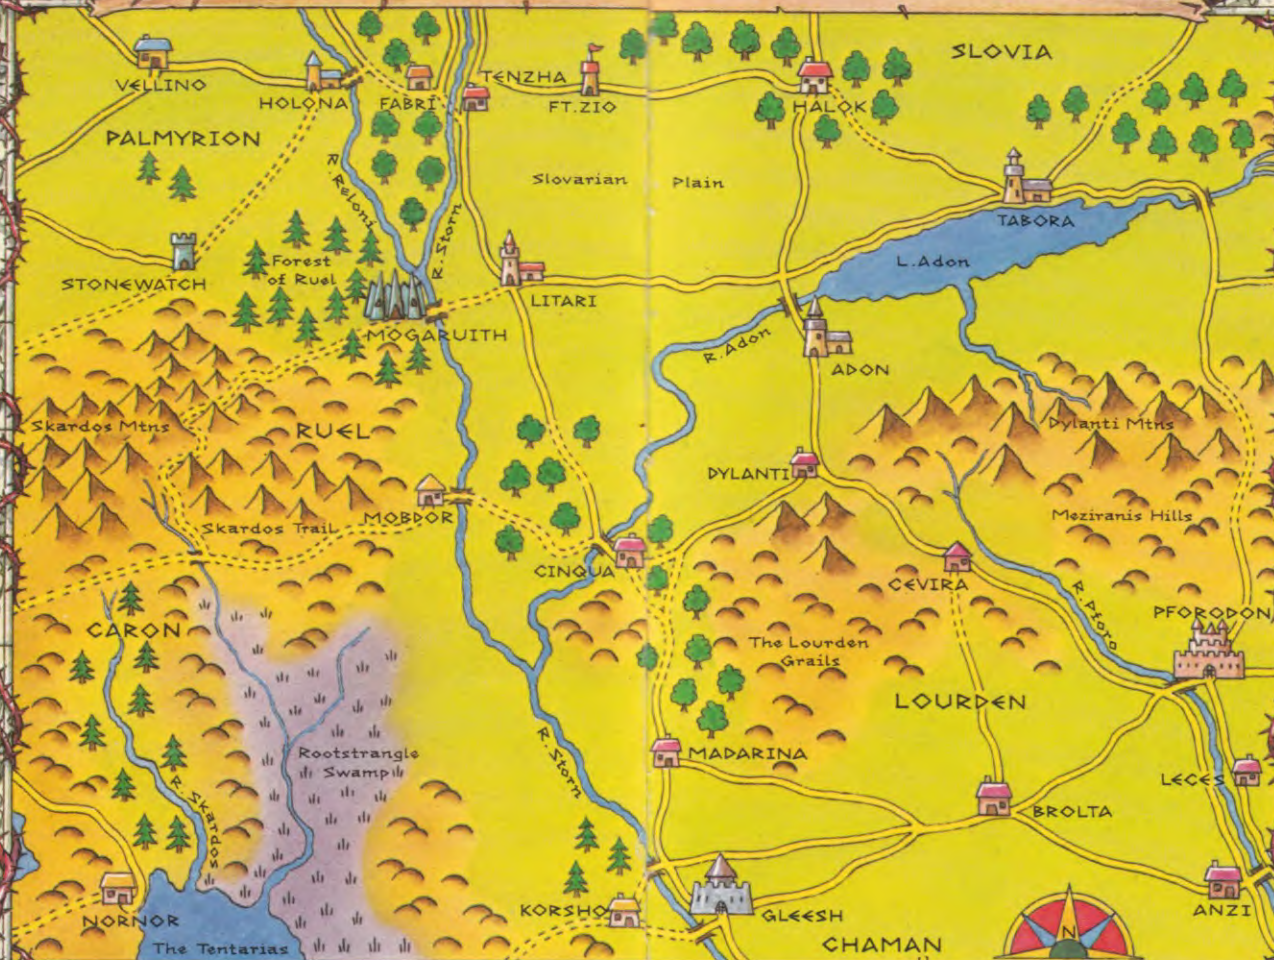 SLOVIA
VELLINO
HOLONA
FABRI
TENZHA
FT.ZIO
HALOK
PALMYRION
R. Reloni
R. Storn
Slovarian Plain
TABORA
STONEWATCH
Forest
of Ruel
LITARI
L.Adon
MOGARUITH
R. Adon
ADON
Skardos Mtns
RUEL
Dylanti Mtns
DYLANTI
MOBDOR
Skardos Trail
Meziranis Hills
CINQUA
CEVIRA
R. Pforo
PFORODON
CARON
The Lourden
Grails
LOURDEN
R. Storn
Rootstrangle
Swamp
MADARINA
R. Skardos
LECES
BROLTA
NORNOR
KORSHO
GLEESH
ANZI
The Tentarias
CHAMAN
N